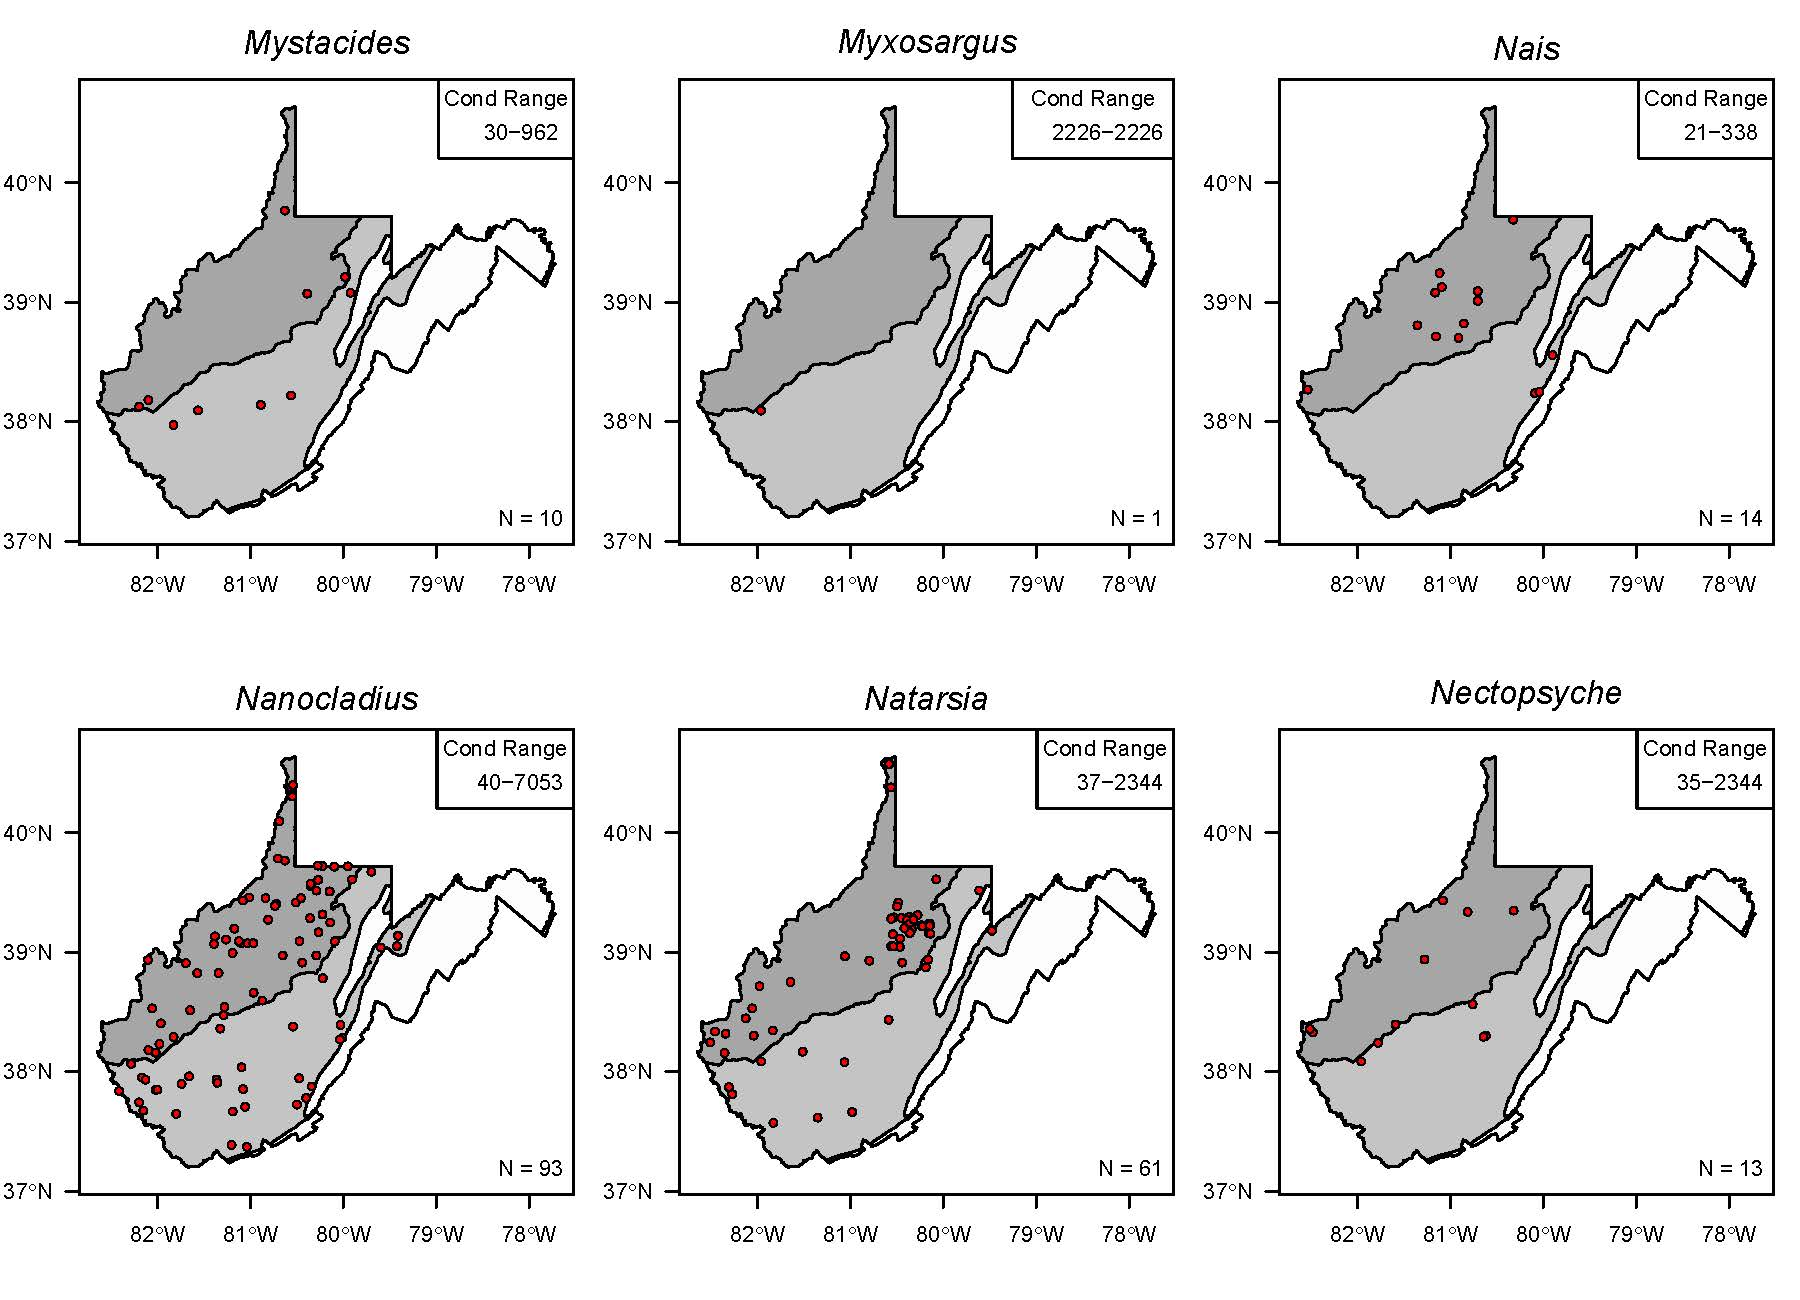 Mystacides
Cond Range
30−962
40°N
39°N
38°N
37°N
N = 10
82°W 81°W 80°W 79°W 78°W
Myxosargus
Cond Range
2226−2226
40°N
39°N
38°N
37°N
N = 1
82°W 81°W 80°W 79°W 78°W
Nais
Cond Range
21−338
40°N
39°N
38°N
37°N
N = 14
82°W 81°W 80°W 79°W 78°W
Nanocladius
Cond Range
40−7053
40°N
39°N
38°N
37°N
N = 93
82°W 81°W 80°W 79°W 78°W
Natarsia
Cond Range
37−2344
40°N
39°N
38°N
37°N
N = 61
82°W 81°W 80°W 79°W 78°W
Nectopsyche
Cond Range
35−2344
40°N
39°N
38°N
37°N
N = 13
82°W 81°W 80°W 79°W 78°W